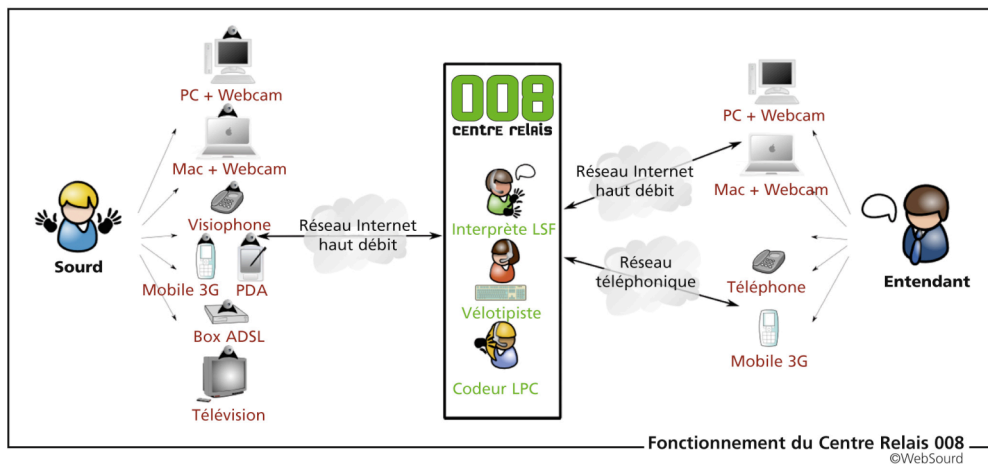 PC + Webcam
Mac + Webcam
Visiophone
Mobile 3G
PDA
Box ADSL
Télévision
Sourd
Réseau Internet
haut débit
008
centre relais
Interprète LSF
Vélotypiste
Codeur LPC
Réseau Internet
haut débit
Réseau
téléphonique
PC + Webcam
Mac + Webcam
Téléphone
Mobile 3G
Entendant
Fonctionnement du Centre Relais 008
©WebSourd